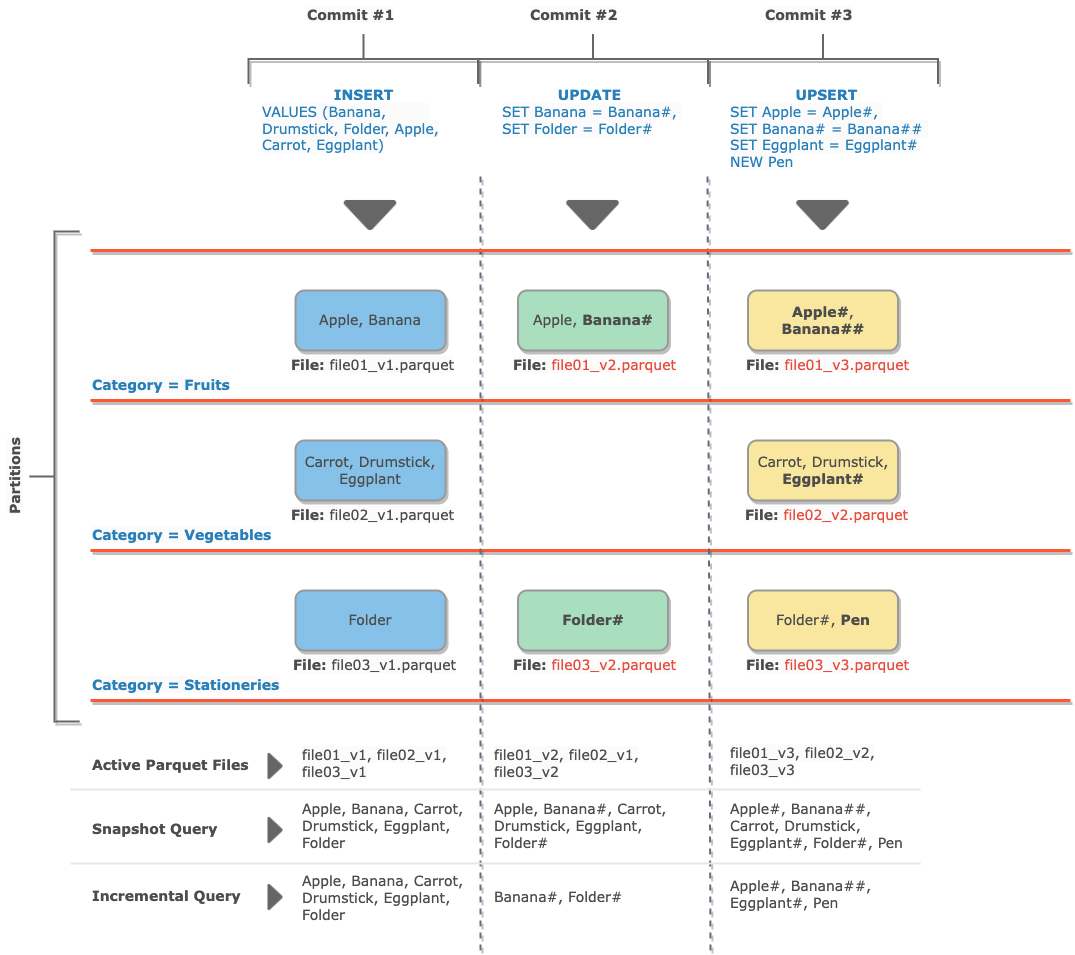 Commit #1
Commit #2
Commit #3
INSERT
VALUES (Banana,
Drumstick, Folder, Apple,
Carrot, Eggplant)
UPDATE
SET Banana = Banana#,
SET Folder = Folder#
UPSERT
SET Apple = Apple#,
SET Banana# = Banana##
SET Eggplant = Eggplant#
NEW Pen
Partitions
Apple, Banana
File: file01_v1.parquet
Apple, Banana#
File: file01_v2.parquet
Apple#,
Banana##
File: file01_v3.parquet
Category = Fruits
Carrot, Drumstick,
Eggplant
File: file02_v1.parquet
Carrot, Drumstick,
Eggplant#
File: file02_v2.parquet
Category = Vegetables
Folder
File: file03_v1.parquet
Folder#
File: file03_v2.parquet
Folder#, Pen
File: file03_v3.parquet
Category = Stationeries
Active Parquet Files
file01_v1, file02_v1,
file03_v1
file01_v2, file02_v1,
file03_v2
file01_v3, file02_v2,
file03_v3
Snapshot Query
Apple, Banana, Carrot,
Drumstick, Eggplant,
Folder
Apple, Banana#, Carrot,
Drumstick, Eggplant,
Folder#
Apple#, Banana##,
Carrot, Drumstick,
Eggplant#, Folder#, Pen
Incremental Query
Apple, Banana, Carrot,
Drumstick, Eggplant,
Folder
Banana#, Folder#
Apple#, Banana##,
Eggplant#, Pen